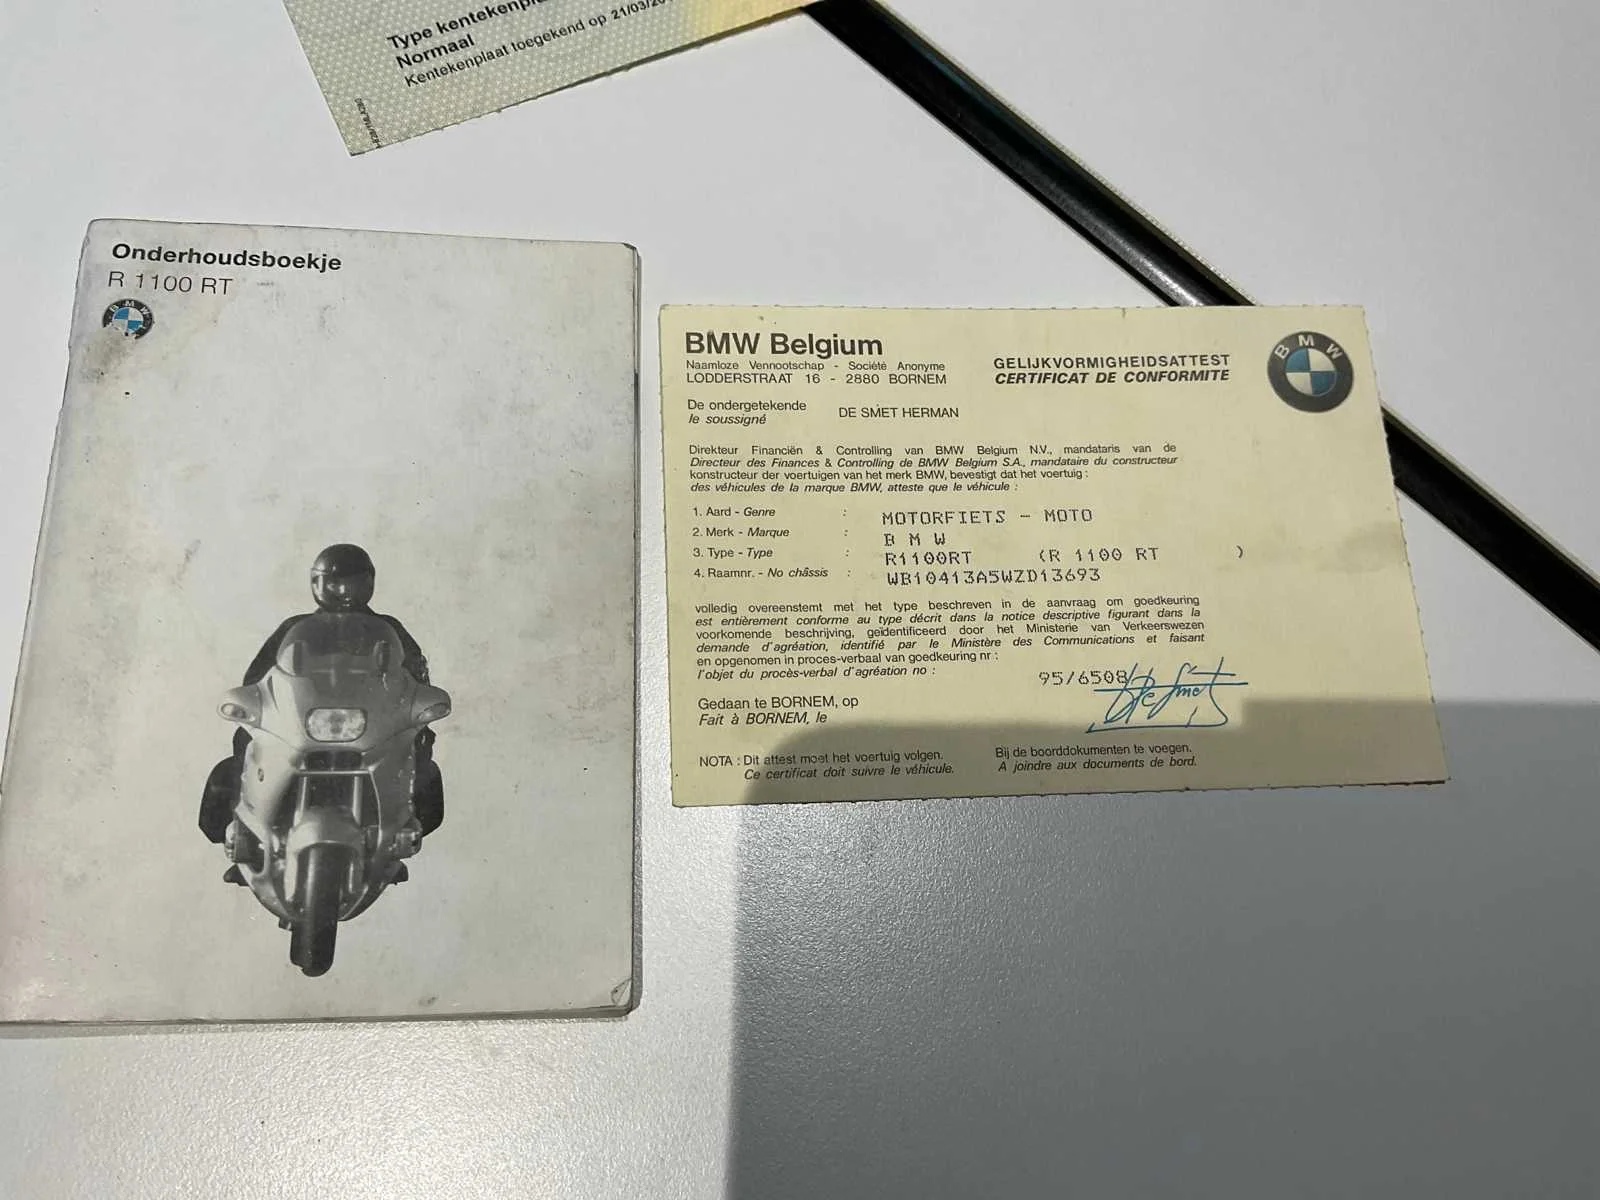 Type kentekenpla
Normaal
Kentekenplaat toegekend op 21/03/20
Onderhoudsboekje
R 1100 RT
BMW
BMW Belgium
Naamloze Vennootschap - Société Anonyme
LODDERSTRAAT 16 - 2880 BORNEM
GELIJKVORMIGHEIDSATTEST
CERTIFICAT DE CONFORMITE
BMW
De ondergetekende
le soussigné
DE SMET HERMAN
Direkteur Financiën & Controlling van BMW Belgium N.V., mandataris van de
Directeur des Finances & Controlling de BMW Belgium S.A., mandataire du constructeur
konstructeur der voertuigen van het merk BMW, bevestigt dat het voertuig :
des véhicules de la marque BMW, atteste que le véhicule :
1. Aard - Genre : MOTORFIETS - MOTO
2. Merk - Marque : B M W
3. Type - Type : R1100RT (R 1100 RT )
4. Raamnr. - No châssis : WB10413A5WZD13693
volledig overeenstemt met het type beschreven in de aanvraag om goedkeuring
est entièrement conforme au type décrit dans la notice descriptive figurant dans la
voorkomende beschrijving, geïdentificeerd door het Ministerie van Verkeerswezen
demande d'agréation, identifié par le Ministère des Communications et faisant
en opgenomen in proces-verbaal van goedkeuring nr :
l'objet du procès-verbal d'agréation no :
95/6508
Gedaan te BORNEM, op
Fait à BORNEM, le
NOTA : Dit attest moet het voertuig volgen.
Ce certificat doit suivre le véhicule.
Bij de boorddokumenten te voegen.
A joindre aux documents de bord.